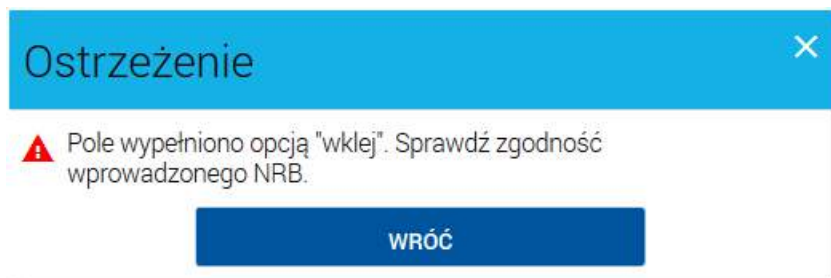 Ostrzeżenie
Pole wypełniono opcją "wklej". Sprawdź zgodność
wprowadzonego NRB.
WRÓĆ